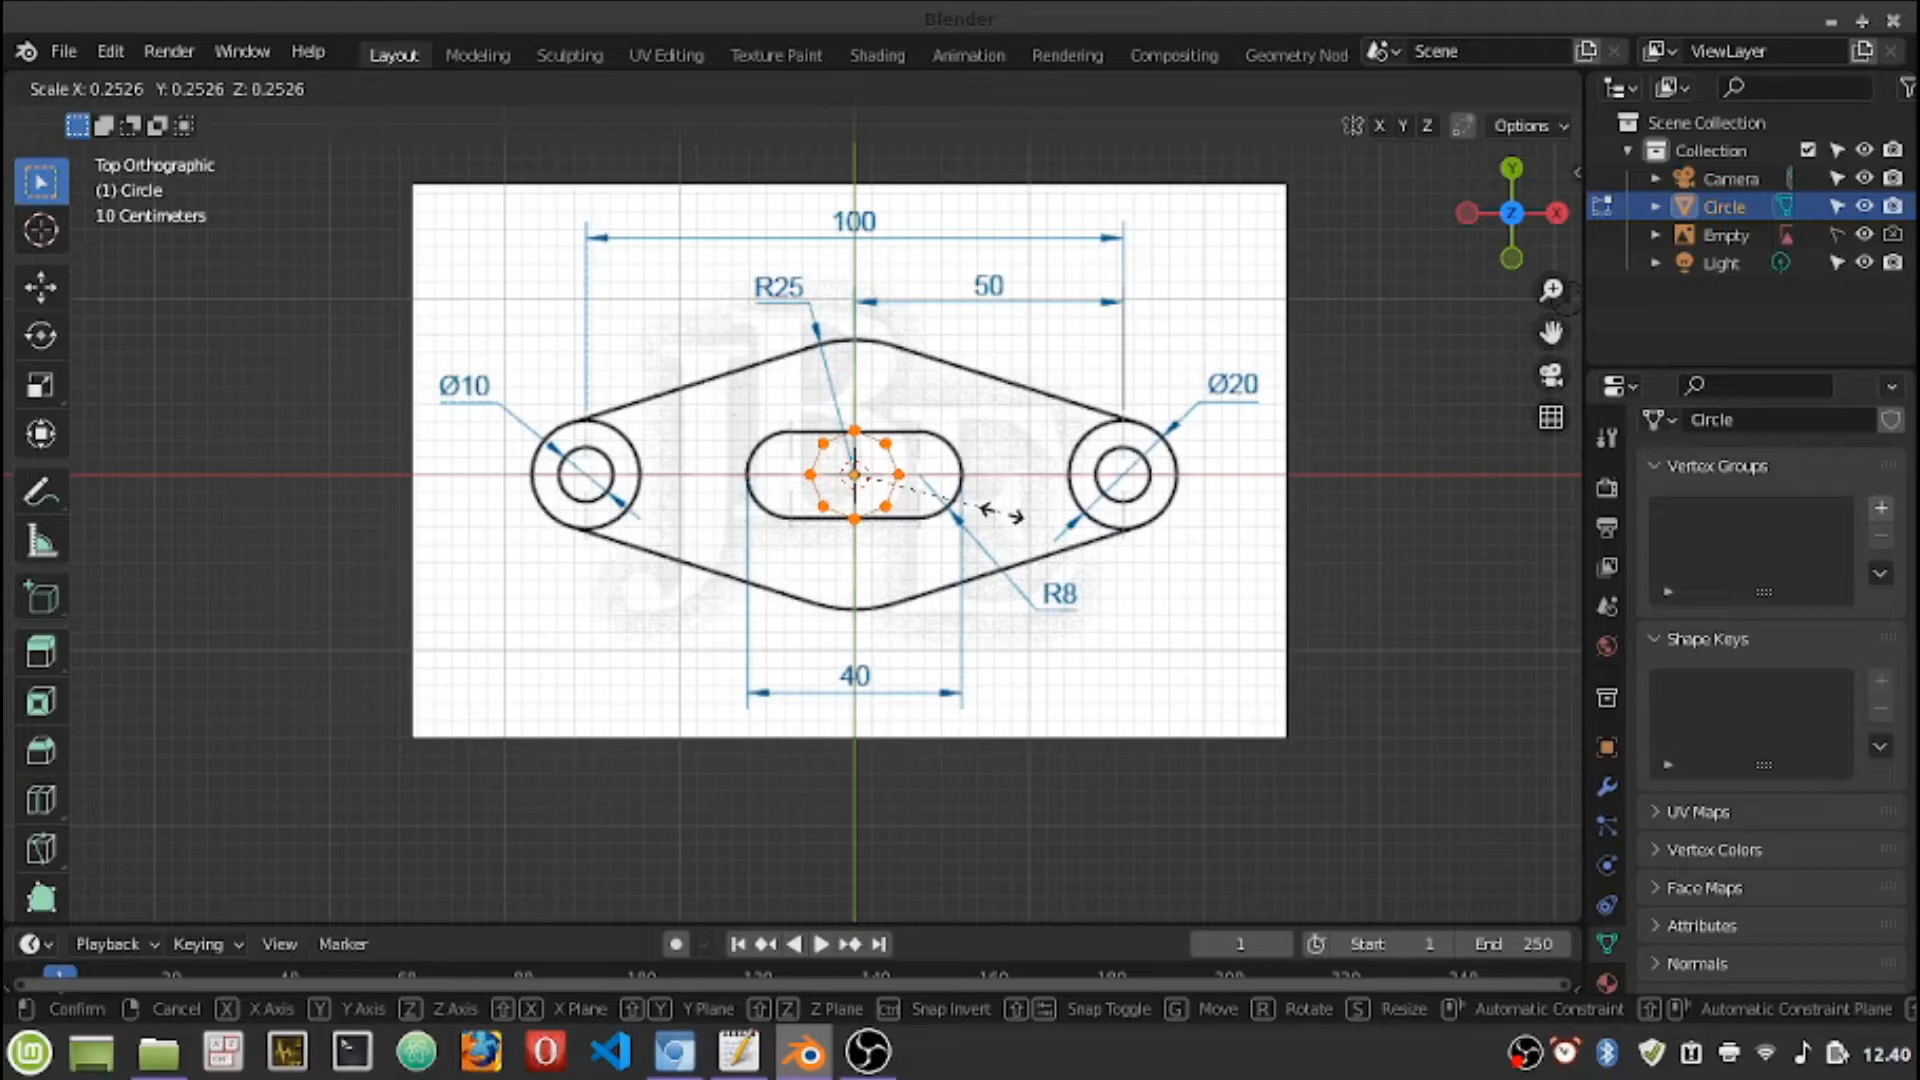 Blender
File Edit Render Window Help Layout Modeling Sculpting UV Editing Texture Paint Shading Animation Rendering Compositing Geometry Nod Scene ViewLayer
Scale X: 0.2526 Y: 0.2526 Z: 0.2526
X Y Z Options
Top Orthographic
(1) Circle
10 Centimeters
Scene Collection
Collection
Camera
Circle
Empty
Light
Y
Z
X
100
R25
50
Ø10
Ø20
R8
40
Circle
Vertex Groups
Shape Keys
UV Maps
Vertex Colors
Face Maps
Attributes
Normals
Playback Keying View Marker 1 Start 1 End 250
1
Confirm Cancel X X Axis Y Y Axis Z Z Axis X X Plane Y Y Plane Z Z Plane Ctrl Snap Invert Snap Toggle G Move R Rotate S Resize Automatic Constraint Automatic Constraint Plane
12.40